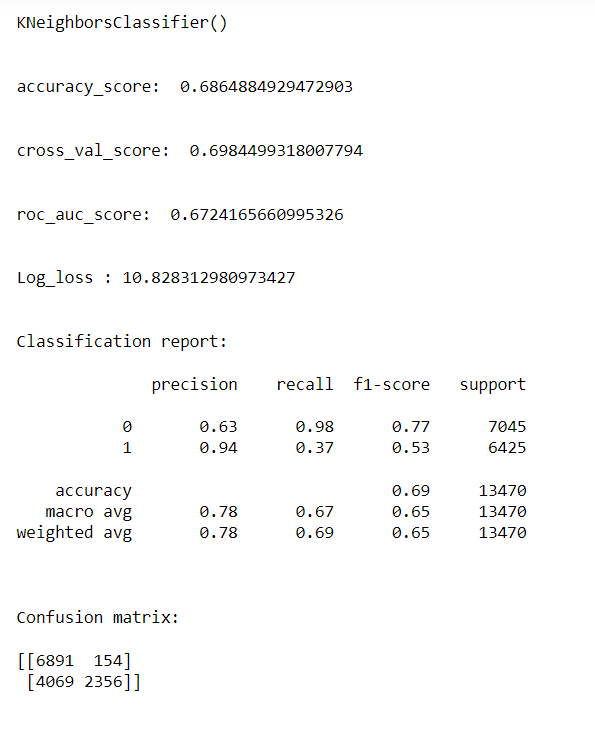 KNeighborsClassifier()
accuracy_score:  0.6864884929472903
cross_val_score:  0.6984499318007794
roc_auc_score:  0.6724165660995326
Log_loss : 10.828312980973427
Classification report:
              precision    recall  f1-score   support
           0       0.63      0.98      0.77      7045
           1       0.94      0.37      0.53      6425
    accuracy                           0.69     13470
   macro avg       0.78      0.67      0.65     13470
weighted avg       0.78      0.69      0.65     13470
Confusion matrix:
[[6891  154]
 [4069 2356]]